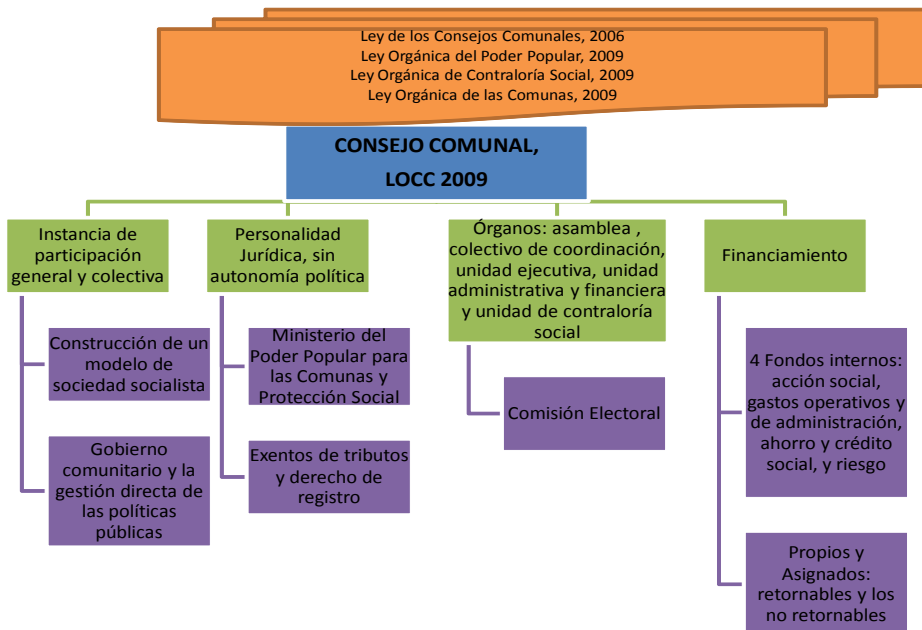 Ley de los Consejos Comunales, 2006
Ley Orgánica del Poder Popular, 2009
Ley Orgánica de Contraloría Social, 2009
Ley Orgánica de las Comunas, 2009
CONSEJO COMUNAL,
LOCC 2009
Instancia de
participación
general y colectiva
Construcción de un
modelo de
sociedad socialista
Gobierno
comunitario y la
gestión directa de
las políticas
públicas
Personalidad
Jurídica, sin
autonomía política
Ministerio del
Poder Popular para
las Comunas y
Protección Social
Exentos de tributos
y derecho de
registro
Órganos: asamblea ,
colectivo de coordinación,
unidad ejecutiva, unidad
administrativa y financiera
y unidad de contraloría
social
Comisión Electoral
Financiamiento
4 Fondos internos:
acción social,
gastos operativos y
de administración,
ahorro y crédito
social, y riesgo
Propios y
Asignados:
retornables y los
no retornables